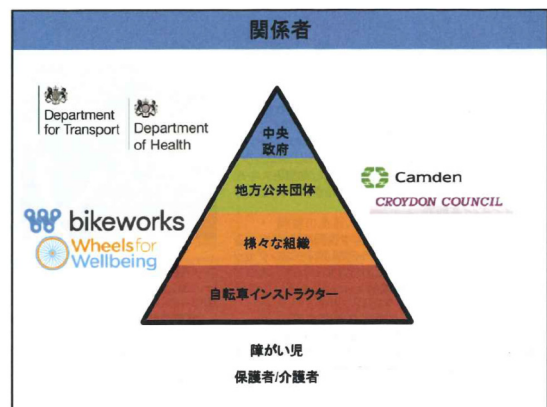 関係者
Department
for Transport
Department
of Health
中央
政府
地方公共団体
Camden
CROYDON COUNCIL
bikeworks
Wheels for
Wellbeing
様々な組織
自転車インストラクター
障がい児
保護者/介護者